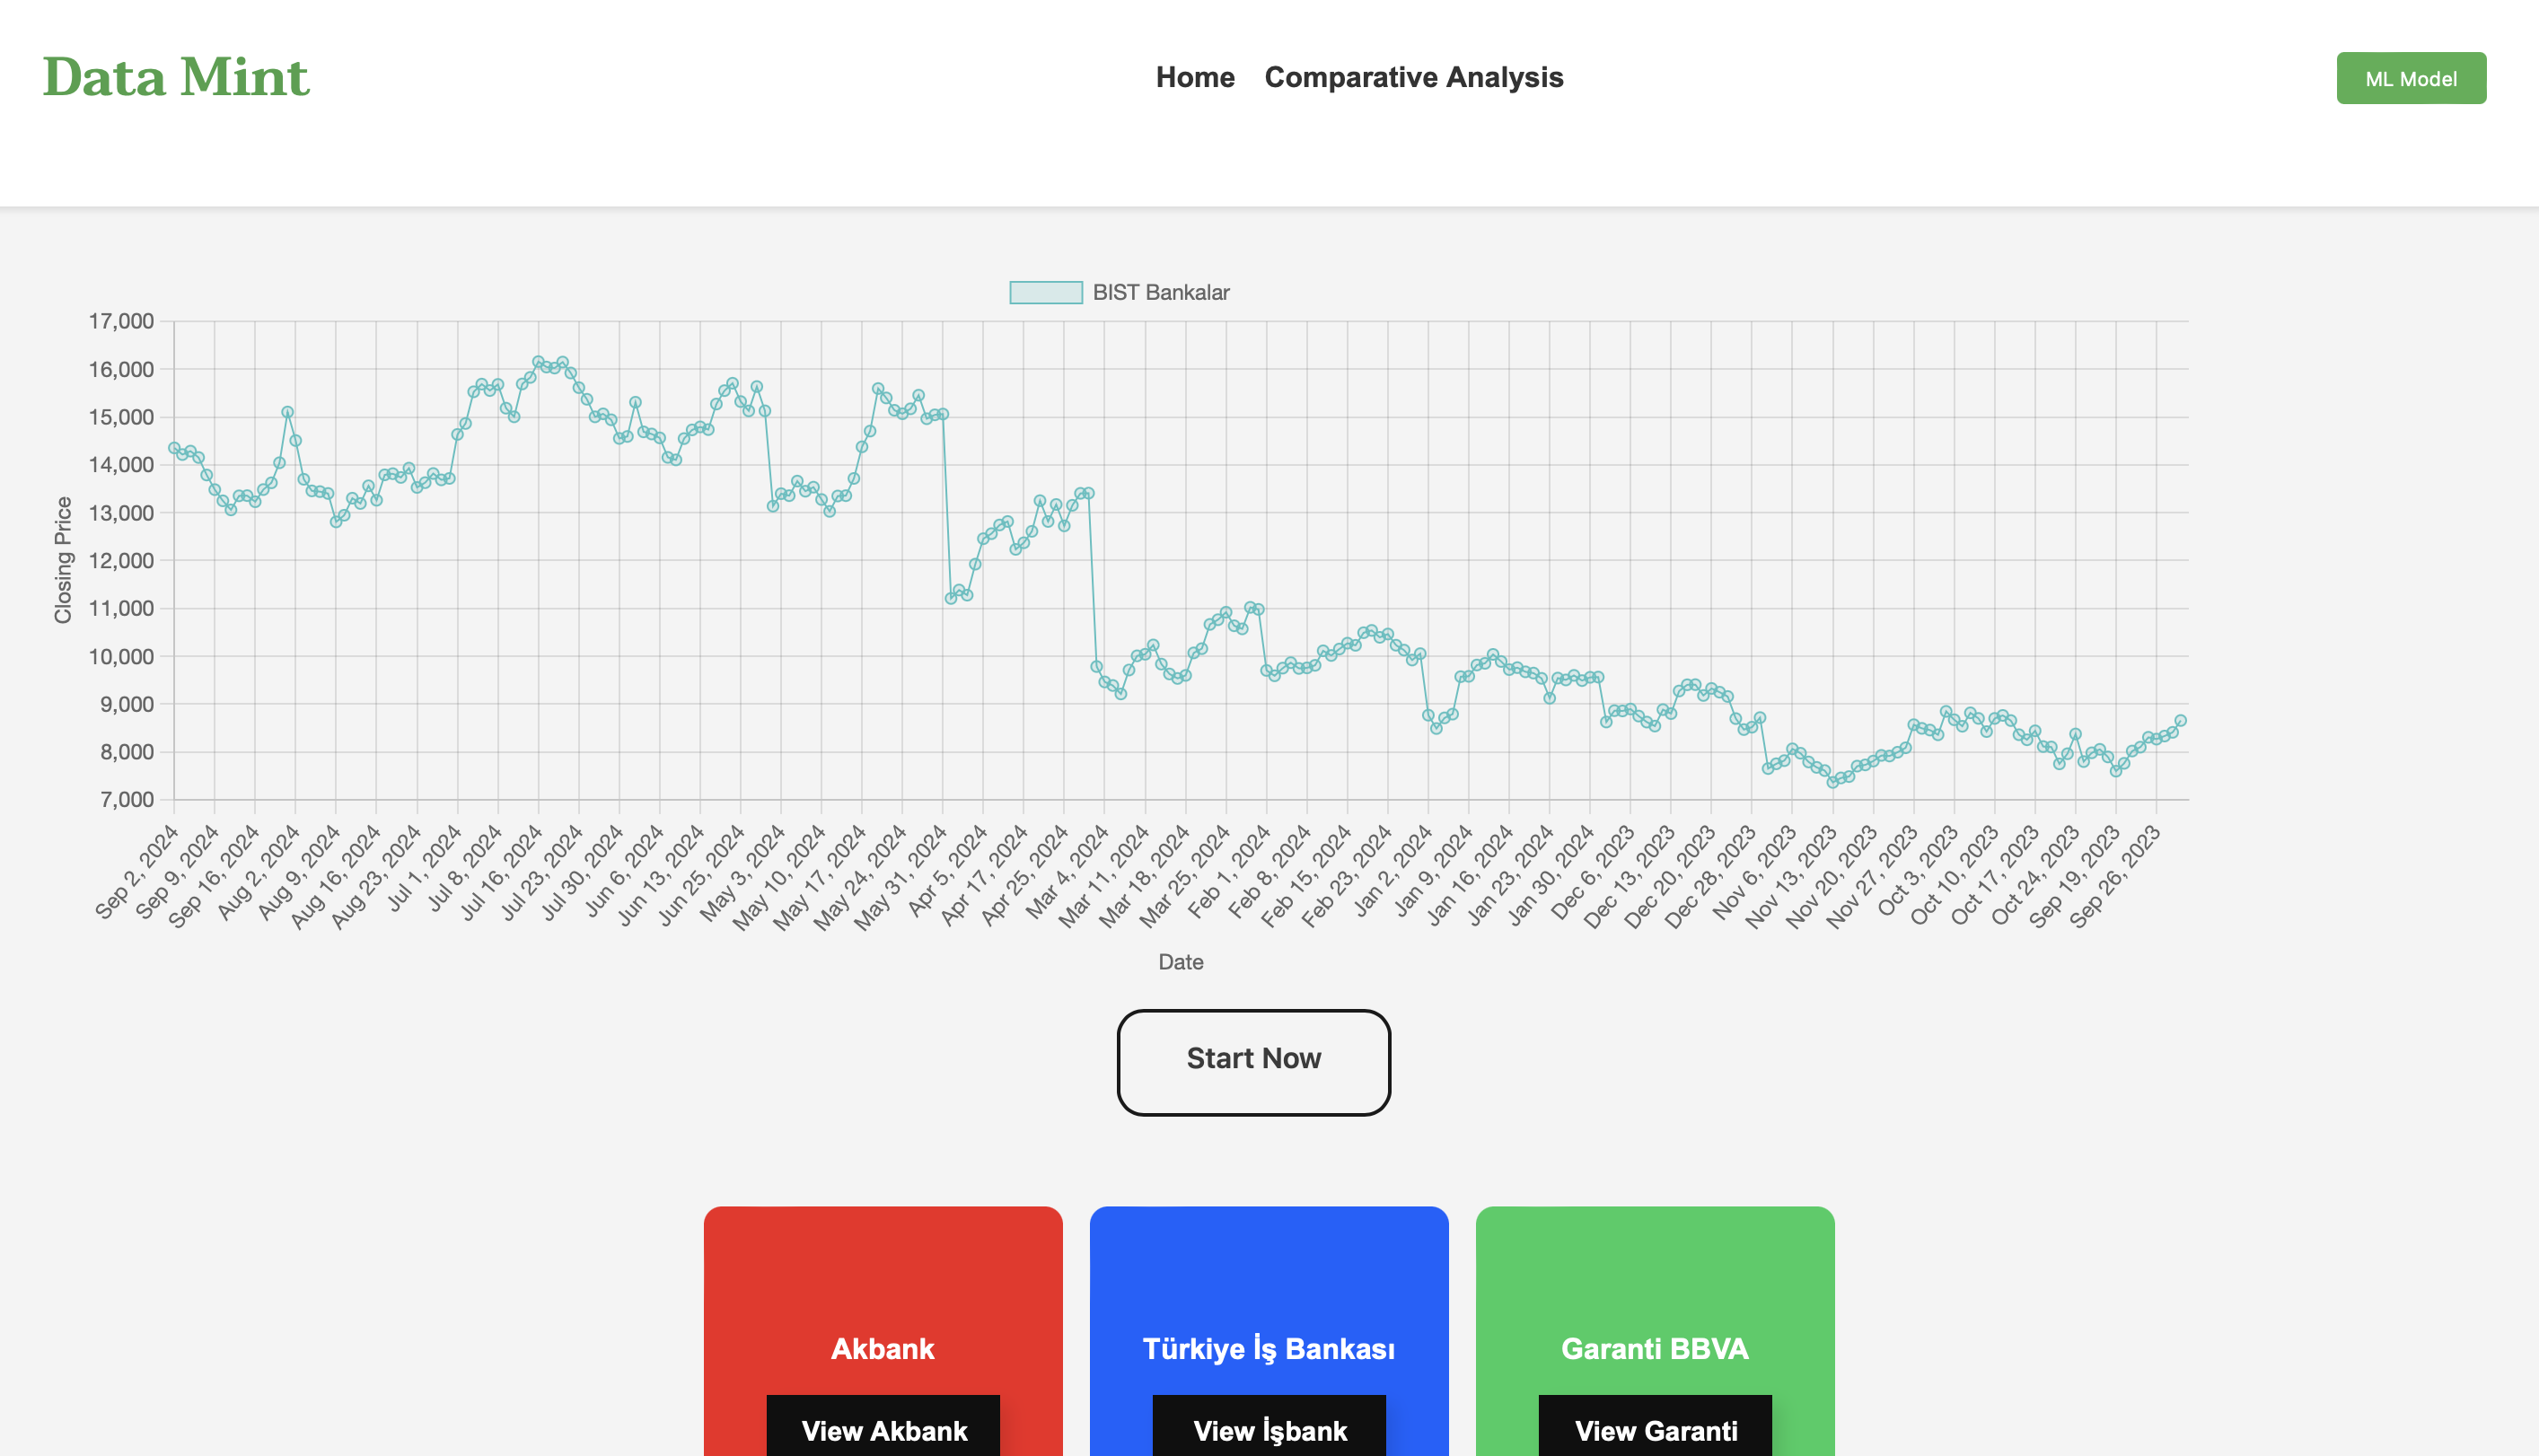 Data Mint
Home
Comparative Analysis
ML Model
BIST Bankalar
17,000
16,000
15,000
14,000
13,000
12,000
11,000
10,000
9,000
8,000
7,000
Closing Price
Sep 2, 2024
Sep 9, 2024
Sep 16, 2024
Aug 2, 2024
Aug 9, 2024
Aug 16, 2024
Aug 23, 2024
Jul 1, 2024
Jul 8, 2024
Jul 16, 2024
Jul 23, 2024
Jul 30, 2024
Jun 6, 2024
Jun 13, 2024
Jun 25, 2024
May 3, 2024
May 10, 2024
May 17, 2024
May 24, 2024
May 31, 2024
Apr 5, 2024
Apr 17, 2024
Apr 25, 2024
Mar 4, 2024
Mar 11, 2024
Mar 18, 2024
Mar 25, 2024
Feb 1, 2024
Feb 8, 2024
Feb 15, 2024
Feb 23, 2024
Jan 2, 2024
Jan 9, 2024
Jan 16, 2024
Jan 23, 2024
Jan 30, 2024
Dec 6, 2023
Dec 13, 2023
Dec 20, 2023
Dec 28, 2023
Nov 6, 2023
Nov 13, 2023
Nov 20, 2023
Nov 27, 2023
Oct 3, 2023
Oct 10, 2023
Oct 17, 2023
Oct 24, 2023
Sep 19, 2023
Sep 26, 2023
Date
Start Now
Akbank
View Akbank
Türkiye İş Bankası
View İşbank
Garanti BBVA
View Garanti